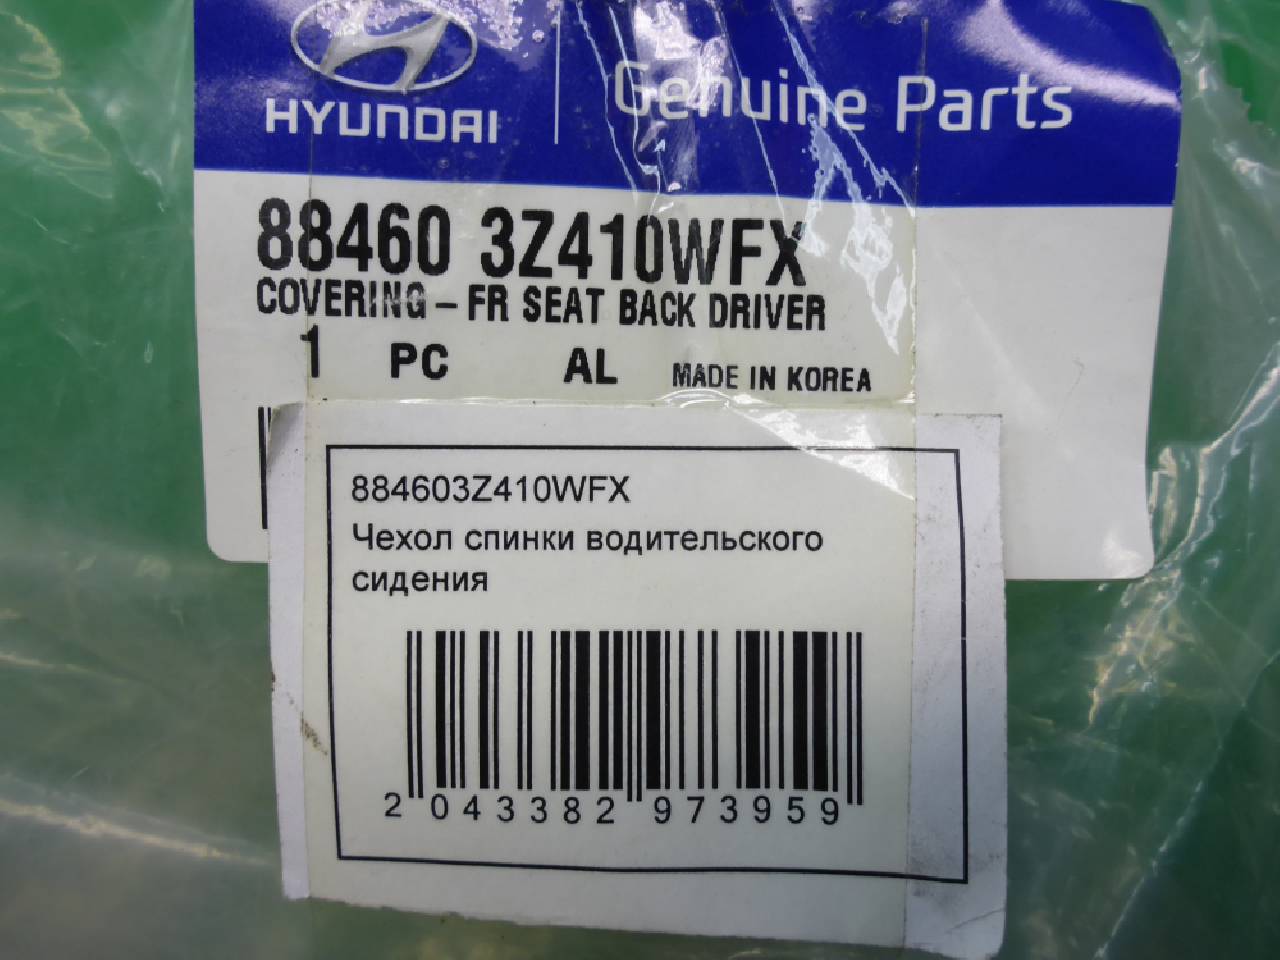 HYUNDAI
Genuine Parts
88460 3Z410WFX
COVERING - FR SEAT BACK DRIVER
1 PC AL MADE IN KOREA
884603Z410WFX
Чехол спинки водительского
сидения
2 043382 973959